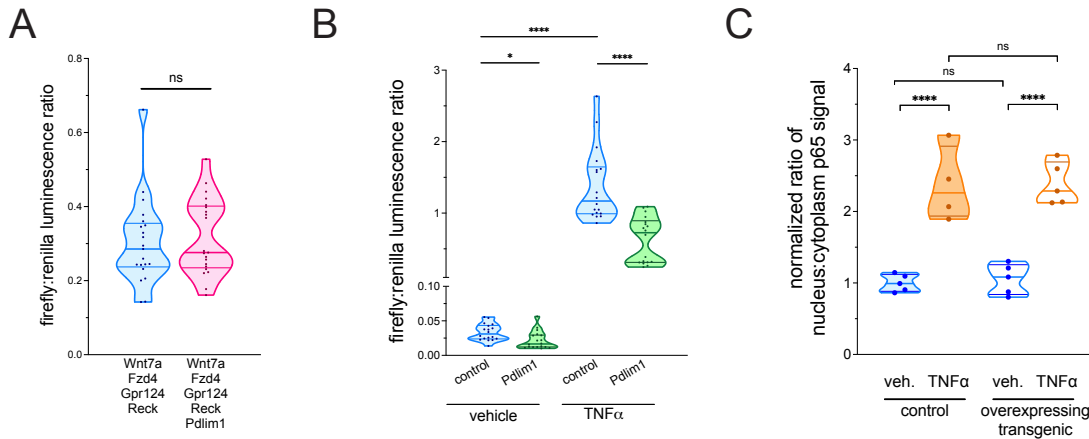 A
firefly:renilla luminescence ratio
0.8
0.6
0.4
0.2
0.0
ns
Wnt7a
Fzd4
Gpr124
Reck
Wnt7a
Fzd4
Gpr124
Reck
Pdlim1
B
firefly:renilla luminescence ratio
3
2
1
0.10
0.05
0.00
****
*
****
control
Pdlim1
control
Pdlim1
vehicle
TNFα
C
normalized ratio of
nucleus:cytoplasm p65 signal
4
3
2
1
0
ns
ns
****
****
veh.
TNFα
veh.
TNFα
control
overexpressing
transgenic